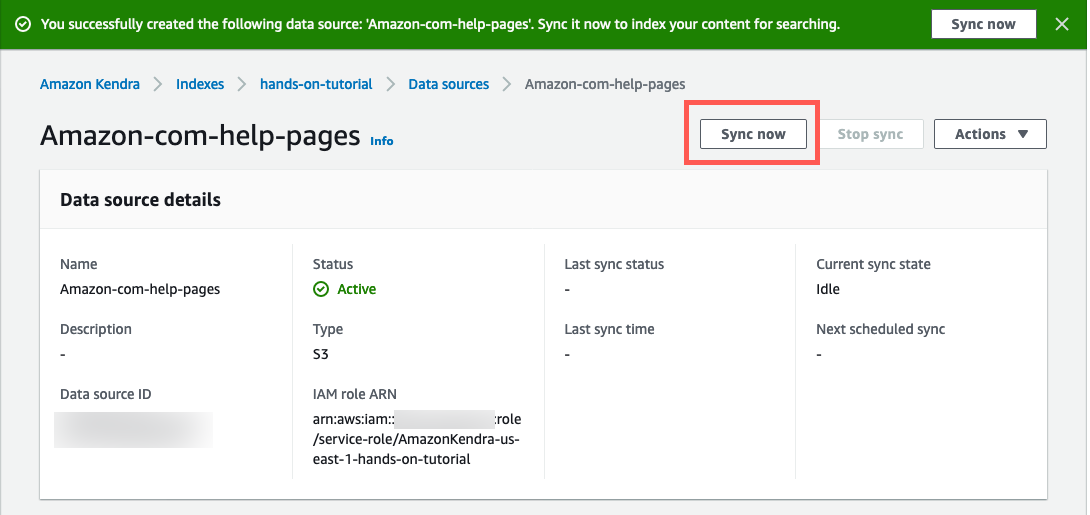 You successfully created the following data source: 'Amazon-com-help-pages'. Sync it now to index your content for searching.
Sync now
Amazon Kendra
Indexes
hands-on-tutorial
Data sources
Amazon-com-help-pages
Amazon-com-help-pages Info
Sync now
Stop sync
Actions
Data source details
Name
Amazon-com-help-pages
Description
-
Data source ID
Status
Active
Type
S3
IAM role ARN
arn:aws:iam:: :role
/service-role/AmazonKendra-us-
east-1-hands-on-tutorial
Last sync status
-
Last sync time
-
Current sync state
Idle
Next scheduled sync
-